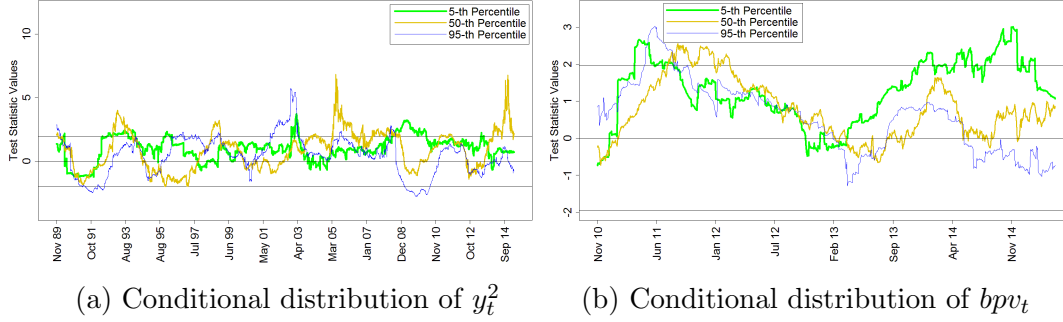 5-th Percentile
50-th Percentile
95-th Percentile
Test Statistic Values
10
5
0
Nov 89
Oct 91
Aug 93
Aug 95
Jul 97
Jun 99
May 01
Apr 03
Mar 05
Jan 07
Dec 08
Nov 10
Oct 12
Sep 14
(a) Conditional distribution of $y_t^2$
5-th Percentile
50-th Percentile
95-th Percentile
Test Statistic Values
3
2
1
0
-1
-2
Nov 10
Jun 11
Jan 12
Jul 12
Feb 13
Sep 13
Apr 14
Nov 14
(b) Conditional distribution of $bpv_t$